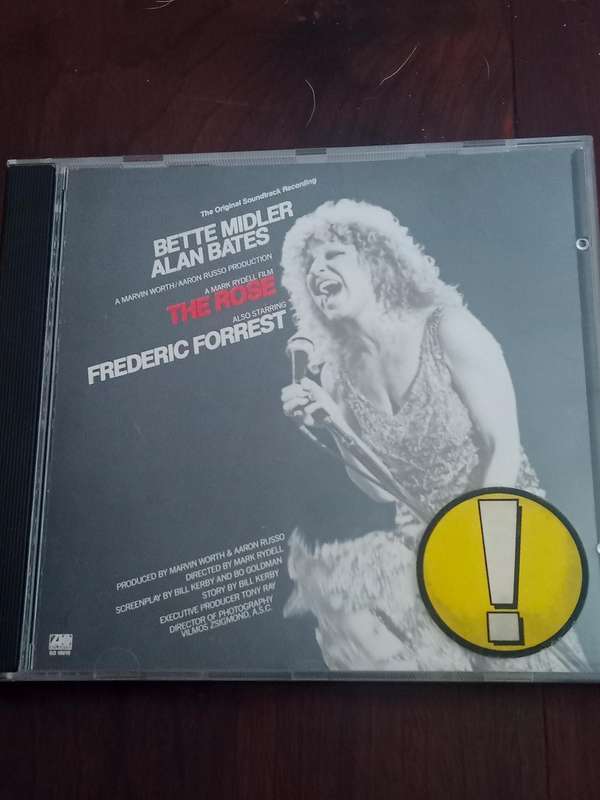 The Original Soundtrack Recording
BETTE MIDLER
ALAN BATES
A MARVIN WORTH/AARON RUSSO PRODUCTION
A MARK RYDELL FILM
THE ROSE
ALSO STARRING
FREDERIC FORREST
PRODUCED BY MARVIN WORTH & AARON RUSSO
DIRECTED BY MARK RYDELL
SCREENPLAY BY BILL KERBY AND BO GOLDMAN
STORY BY BILL KERBY
EXECUTIVE PRODUCER TONY RAY
DIRECTOR OF PHOTOGRAPHY
VILMOS ZSIGMOND, A.S.C.
!